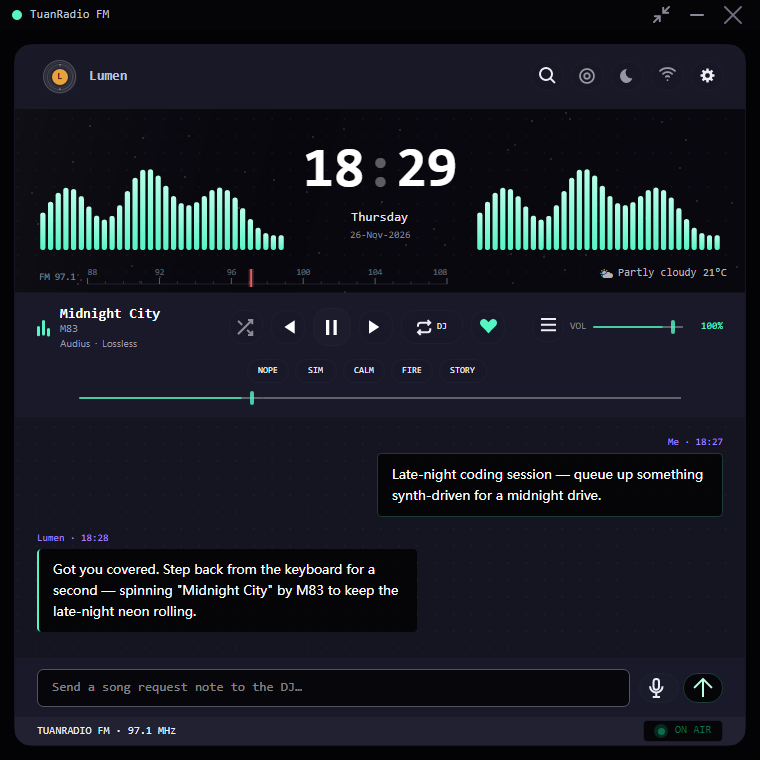 TuanRadio FM
L
Lumen
18:29
Thursday
26-Nov-2026
FM 97.1
88 92 96 100 104 108
Partly cloudy 21°C
Midnight City
M83
Audius · Lossless
DJ
VOL
100%
NOPE SIM CALM FIRE STORY
Me · 18:27
Late-night coding session — queue up something
synth-driven for a midnight drive.
Lumen · 18:28
Got you covered. Step back from the keyboard for a
second — spinning "Midnight City" by M83 to keep the
late-night neon rolling.
Send a song request note to the DJ…
TUANRADIO FM · 97.1 MHz
ON AIR